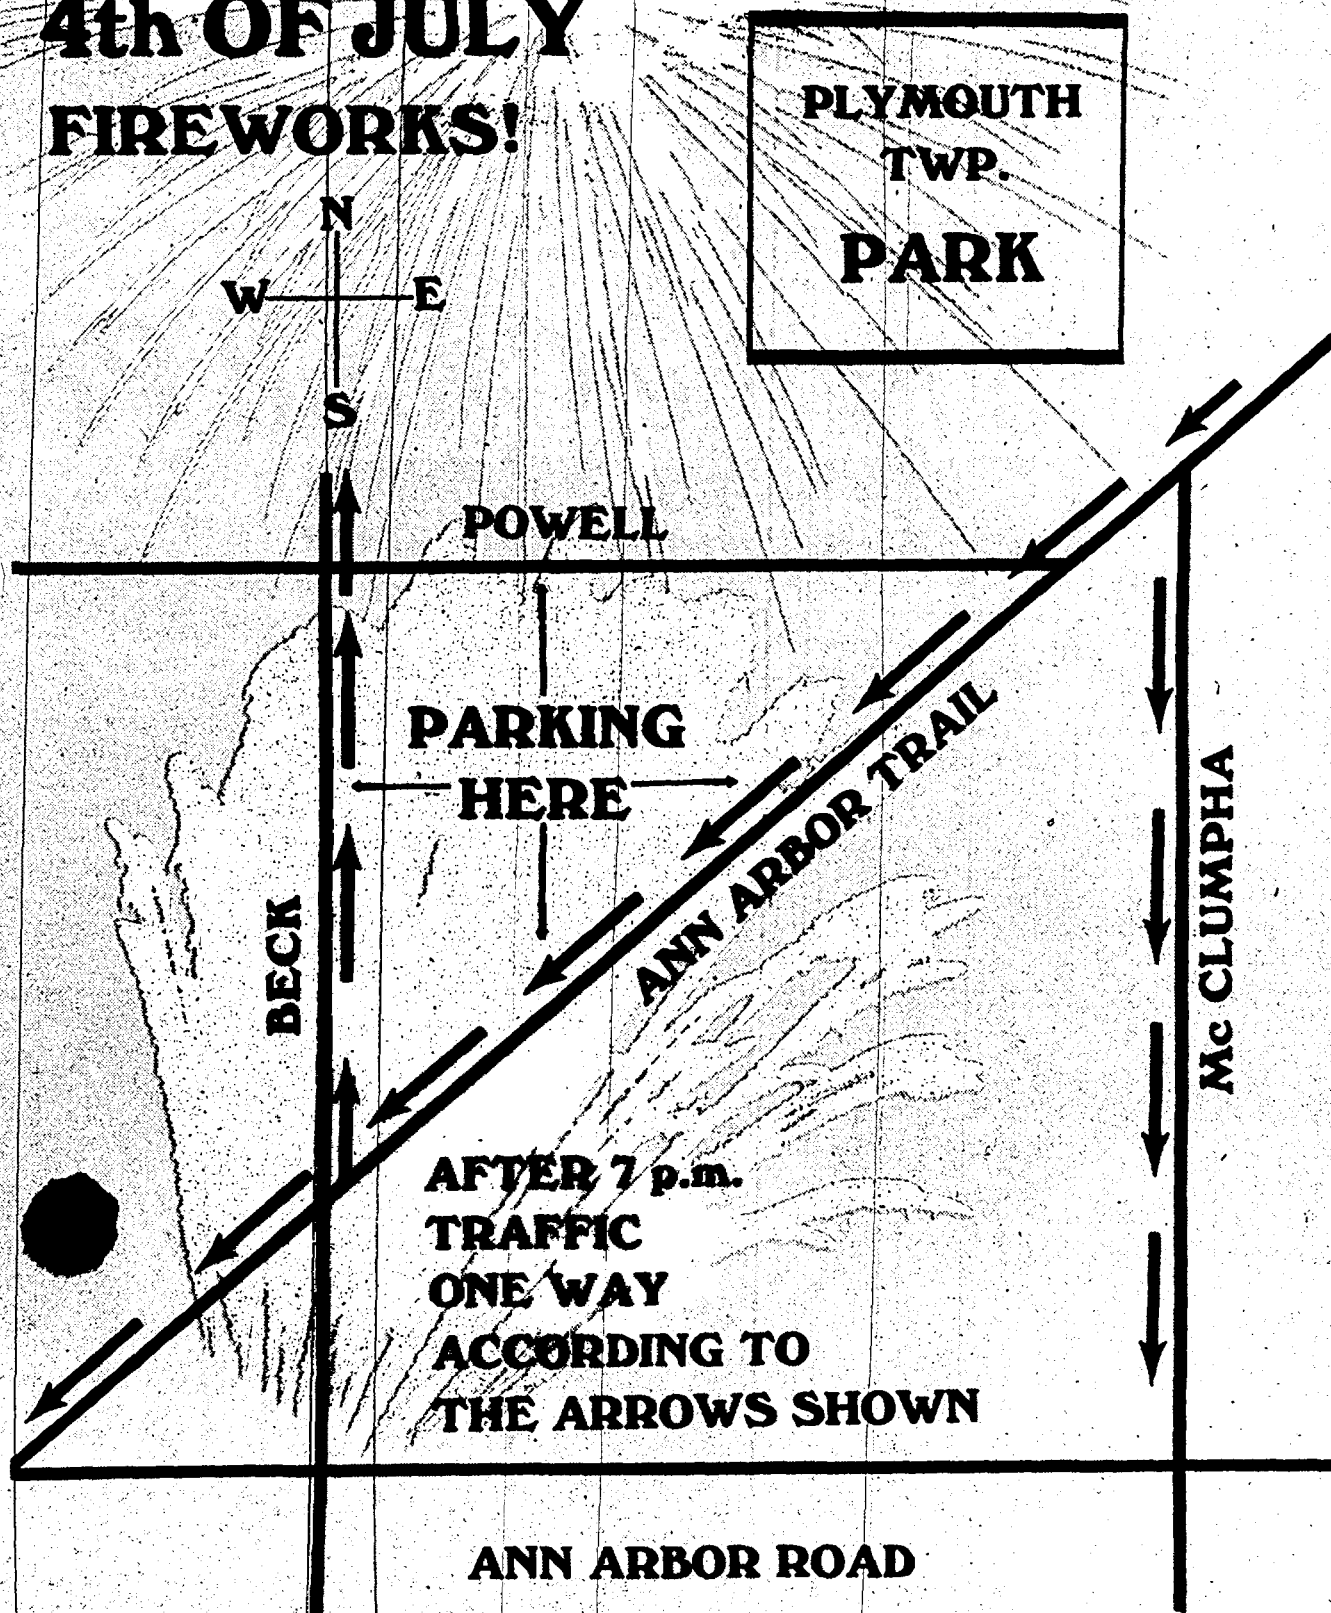 4th OF JULY
FIREWORKS!
PLYMOUTH
TWP.
PARK
N
W E
S
POWELL
PARKING
HERE
ANN ARBOR TRAIL
BECK
Mc CLUMPHA
AFTER 7 p.m.
TRAFFIC
ONE WAY
ACCORDING TO
THE ARROWS SHOWN
ANN ARBOR ROAD